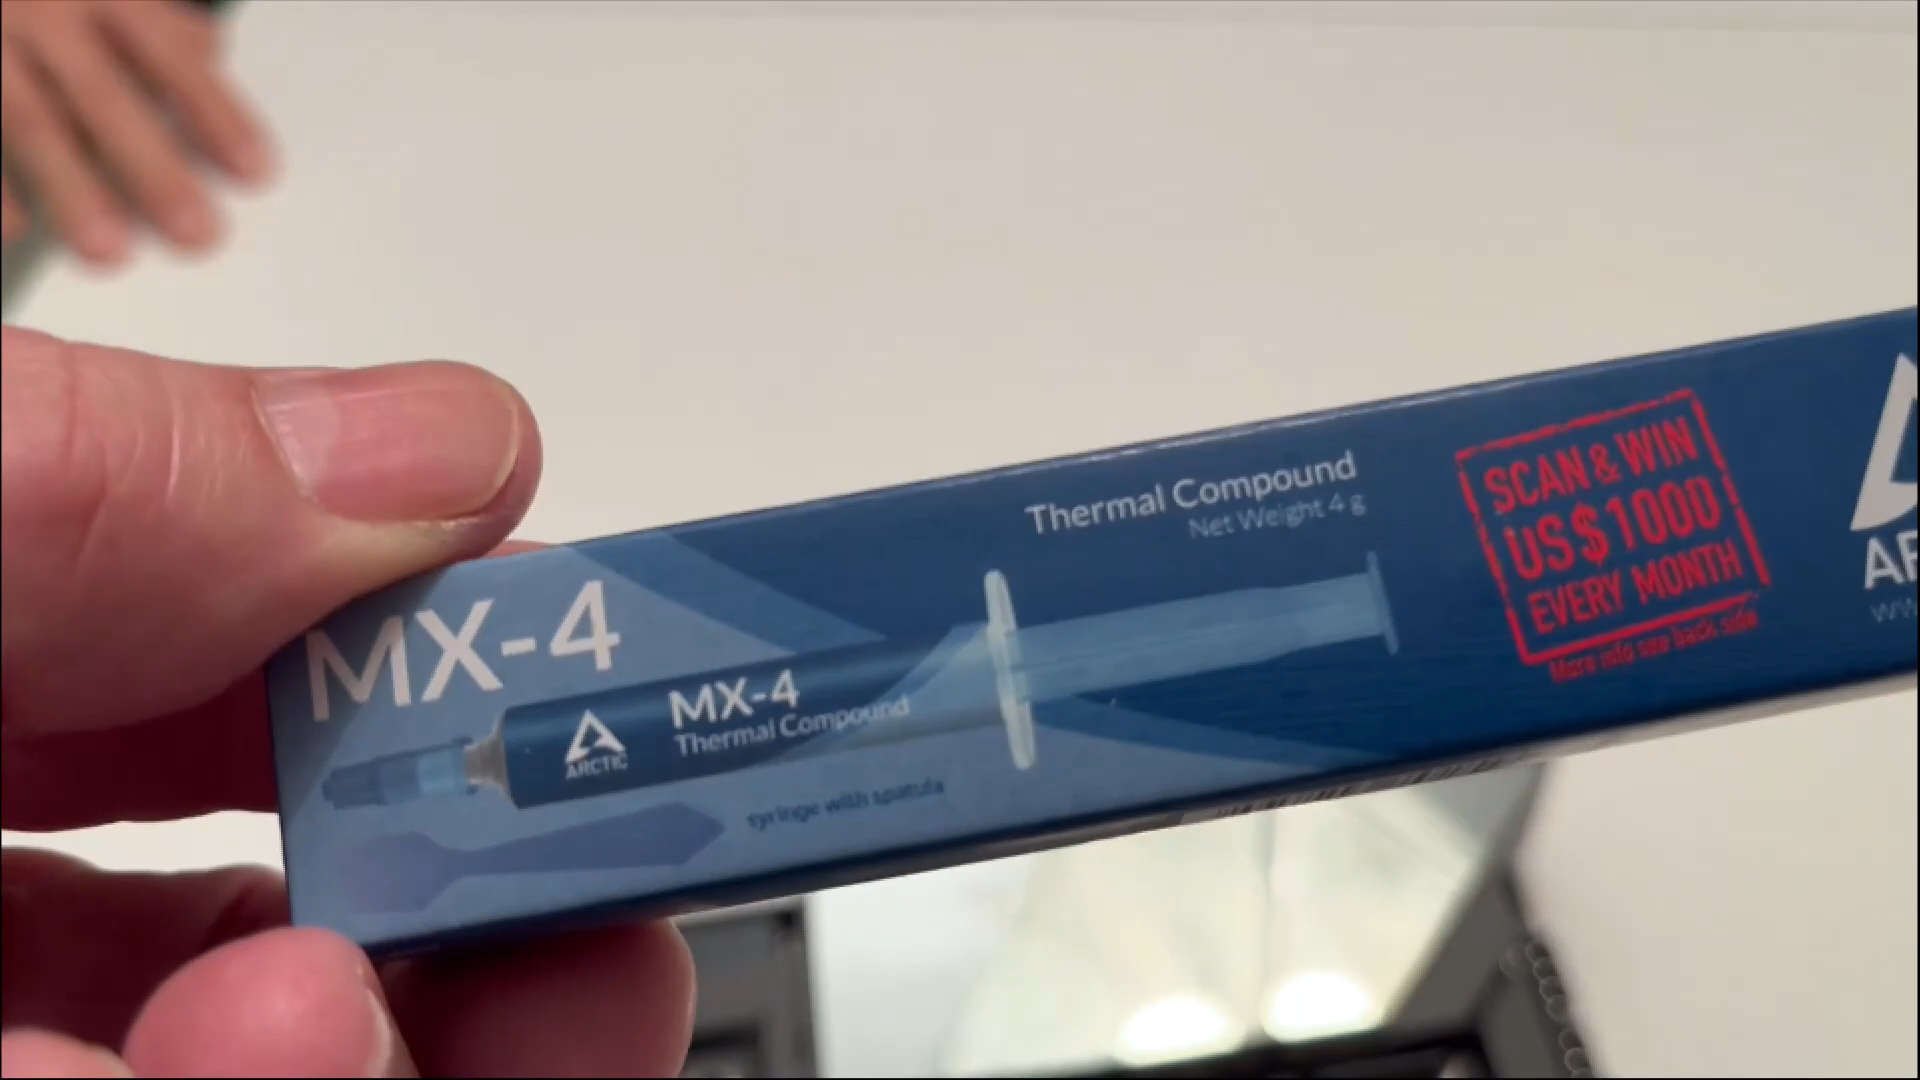 MX-4
Thermal Compound
Net Weight 4 g
MX-4
Thermal Compound
ARCTIC
syringe with spatula
SCAN & WIN
US $ 1000
EVERY MONTH
More info see back side